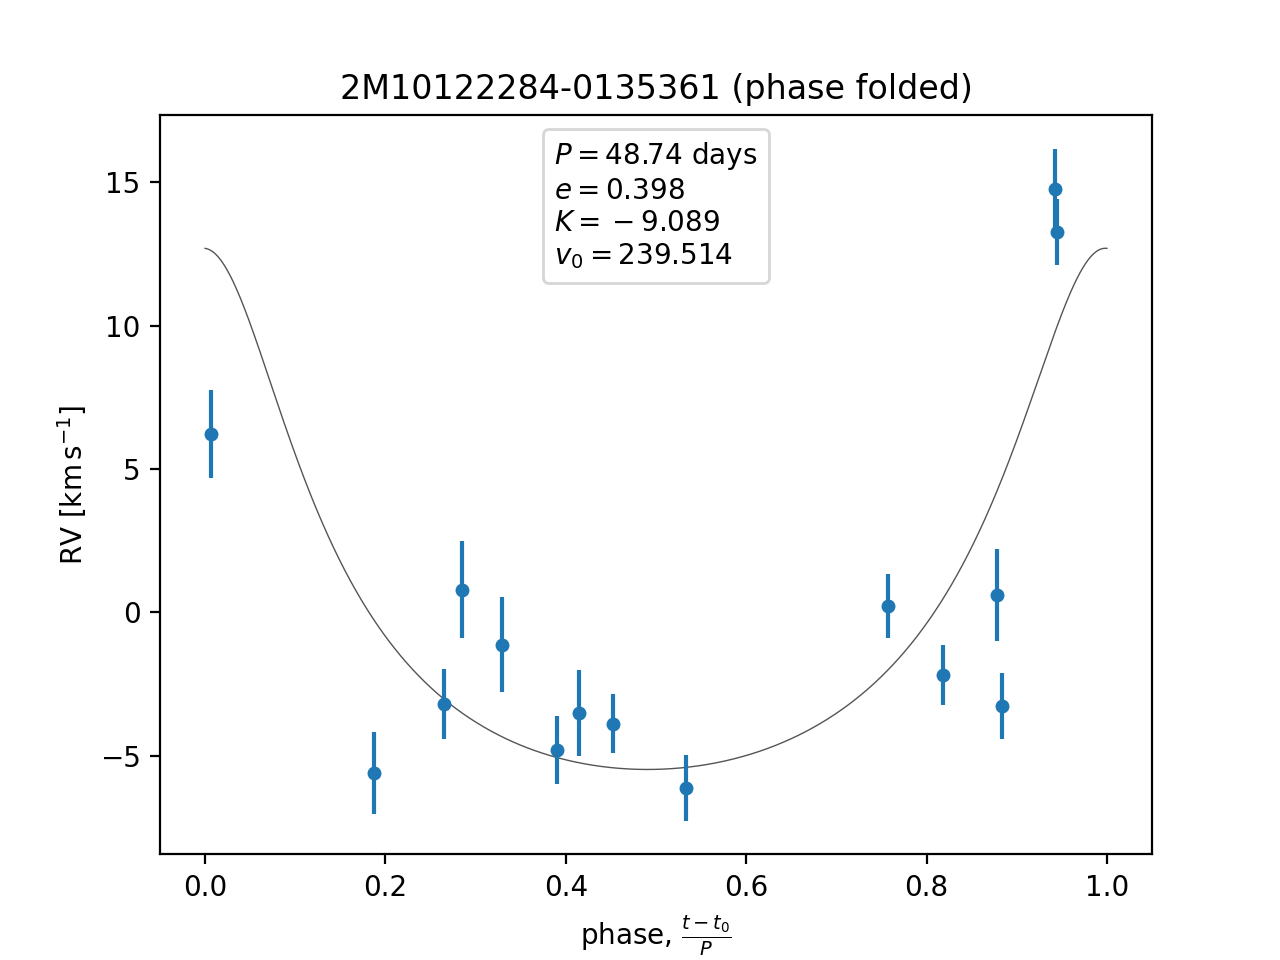 2M10122284-0135361 (phase folded)
P = 48.74 days
e = 0.398
K = −9.089
v₀ = 239.514
15
10
5
0
−5
RV [km s⁻¹]
0.0 0.2 0.4 0.6 0.8 1.0
phase, (t − t₀)/P